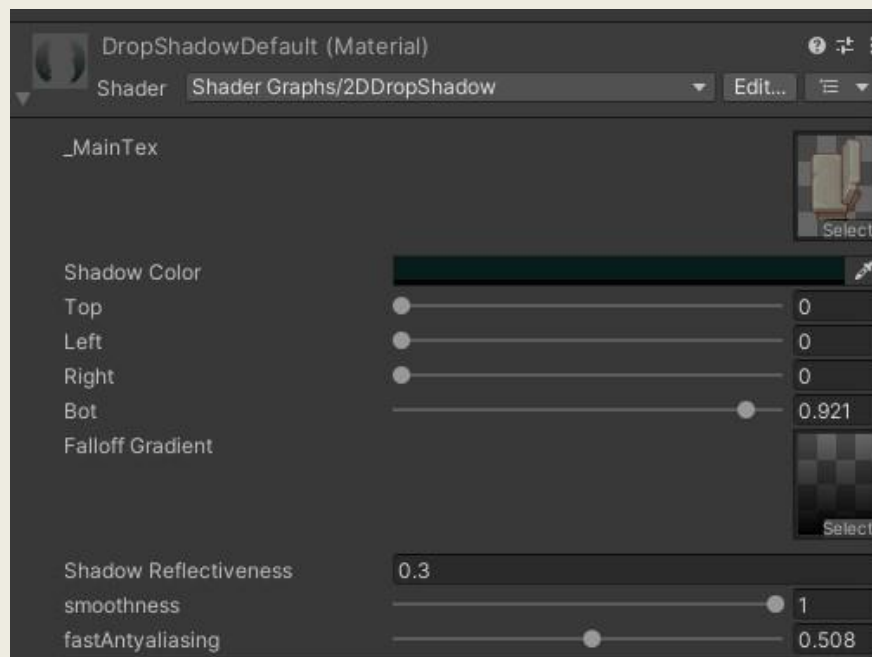 DropShadowDefault (Material)
Shader Shader Graphs/2DDropShadow Edit...
_MainTex
Select
Shadow Color
Top 0
Left 0
Right 0
Bot 0.921
Falloff Gradient
Select
Shadow Reflectiveness 0.3
smoothness 1
fastAntyaliasing 0.508